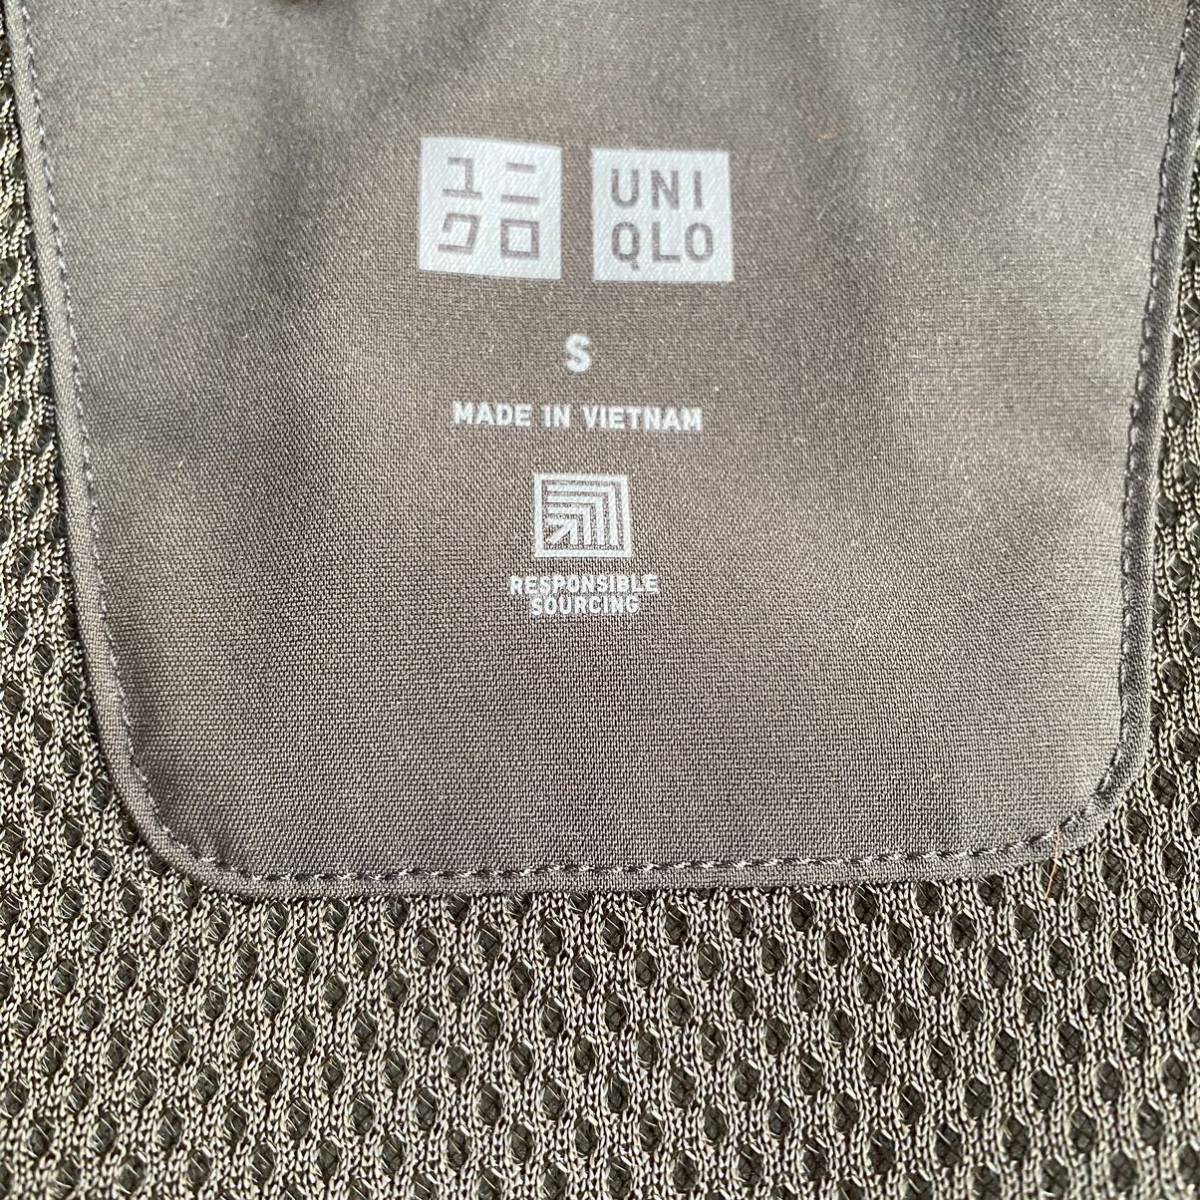 ユニ
クロ
UNI
QLO
S
MADE IN VIETNAM
RESPONSIBLE
SOURCING